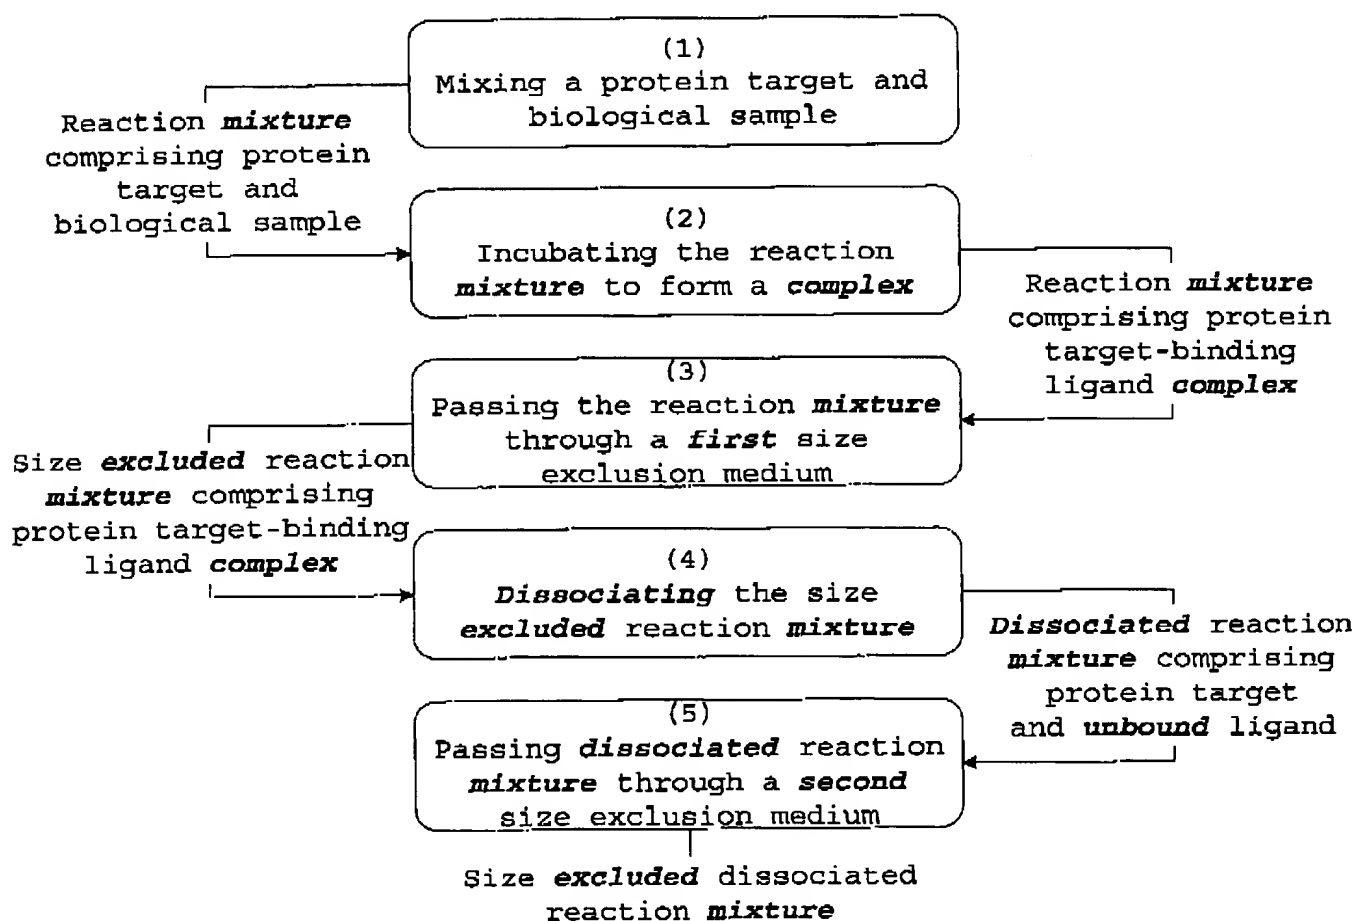 (1)
Mixing a protein target and
biological sample
Reaction mixture
comprising protein
target and
biological sample
(2)
Incubating the reaction
mixture to form a complex
Reaction mixture
comprising protein
target-binding
ligand complex
(3)
Passing the reaction mixture
through a first size
exclusion medium
Size excluded reaction
mixture comprising
protein target-binding
ligand complex
(4)
Dissociating the size
excluded reaction mixture
Dissociated reaction
mixture comprising
protein target
and unbound ligand
(5)
Passing dissociated reaction
mixture through a second
size exclusion medium
Size excluded dissociated
reaction mixture